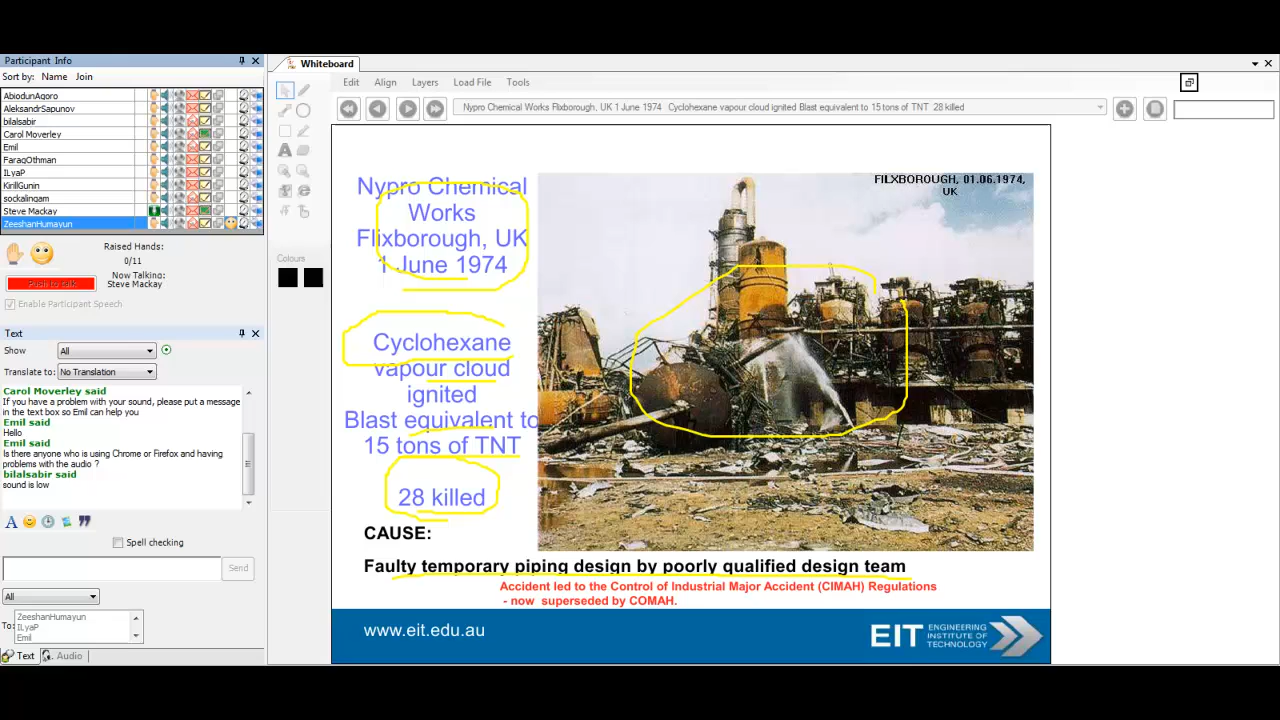 Participant Info
Sort by: Name Join
AbiodunAgoro
AleksandrSapunov
bilalsabir
Carol Moverley
Emil
FaraqOthman
ILyaP
KirillGunin
sockalingam
Steve Mackay
ZeeshanHumayun
Raised Hands:
0/11
Now Talking:
Steve Mackay
Push to talk
Enable Participant Speech
Text
Show All
Translate to: No Translation
Carol Moverley said
If you have a problem with your sound, please put a message
in the text box so Emil can help you
Emil said
Hello
Emil said
Is there anyone who is using Chrome or Firefox and having
problems with the audio ?
bilalsabir said
sound is low
Spell checking
Send
All
To:
ZeeshanHumayun
ILyaP
Emil
Text Audio
Whiteboard
Edit Align Layers Load File Tools
Nypro Chemical Works Flixborough, UK 1 June 1974 Cyclohexane vapour cloud ignited Blast equivalent to 15 tons of TNT 28 killed
Colours
Nypro Chemical
Works
Flixborough, UK
1 June 1974
Cyclohexane
vapour cloud
ignited
Blast equivalent to
15 tons of TNT
28 killed
FILXBOROUGH, 01.06.1974,
UK
CAUSE:
Faulty temporary piping design by poorly qualified design team
Accident led to the Control of Industrial Major Accident (CIMAH) Regulations
- now superseded by COMAH.
www.eit.edu.au
EIT ENGINEERING
INSTITUTE OF
TECHNOLOGY